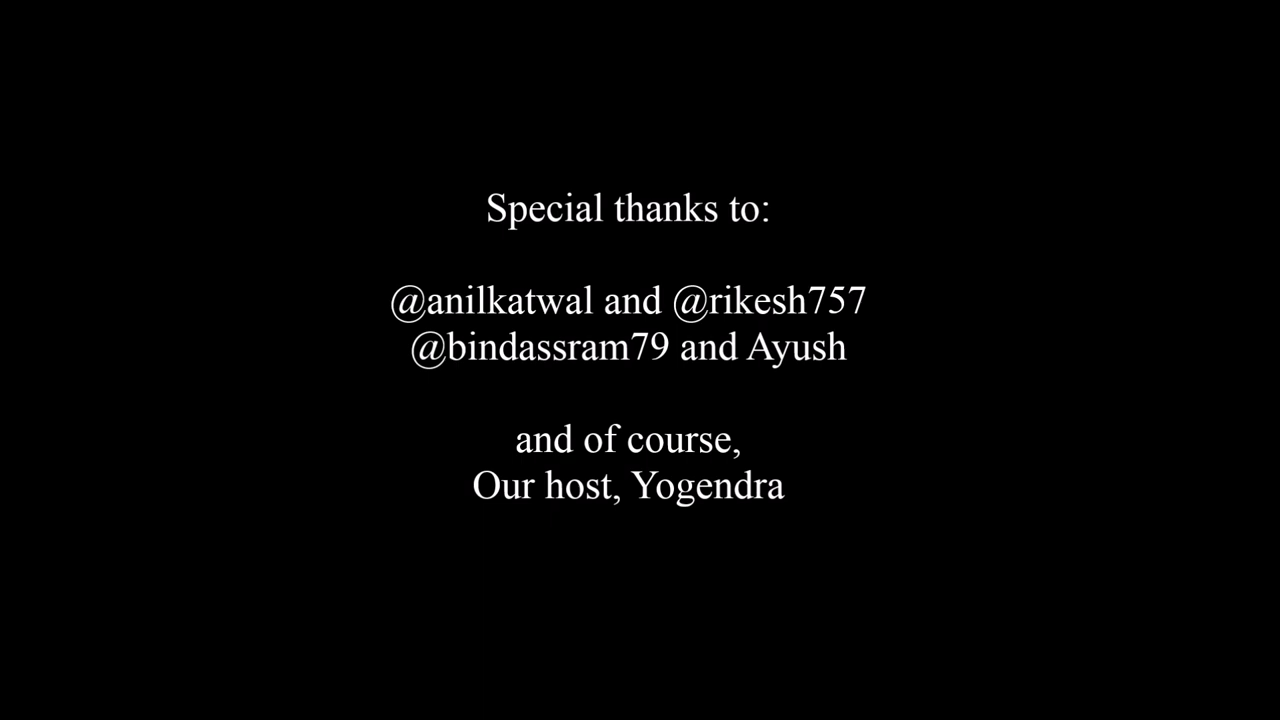 Special thanks to:
@anilkatwal and @rikesh757
@bindassram79 and Ayush
and of course,
Our host, Yogendra